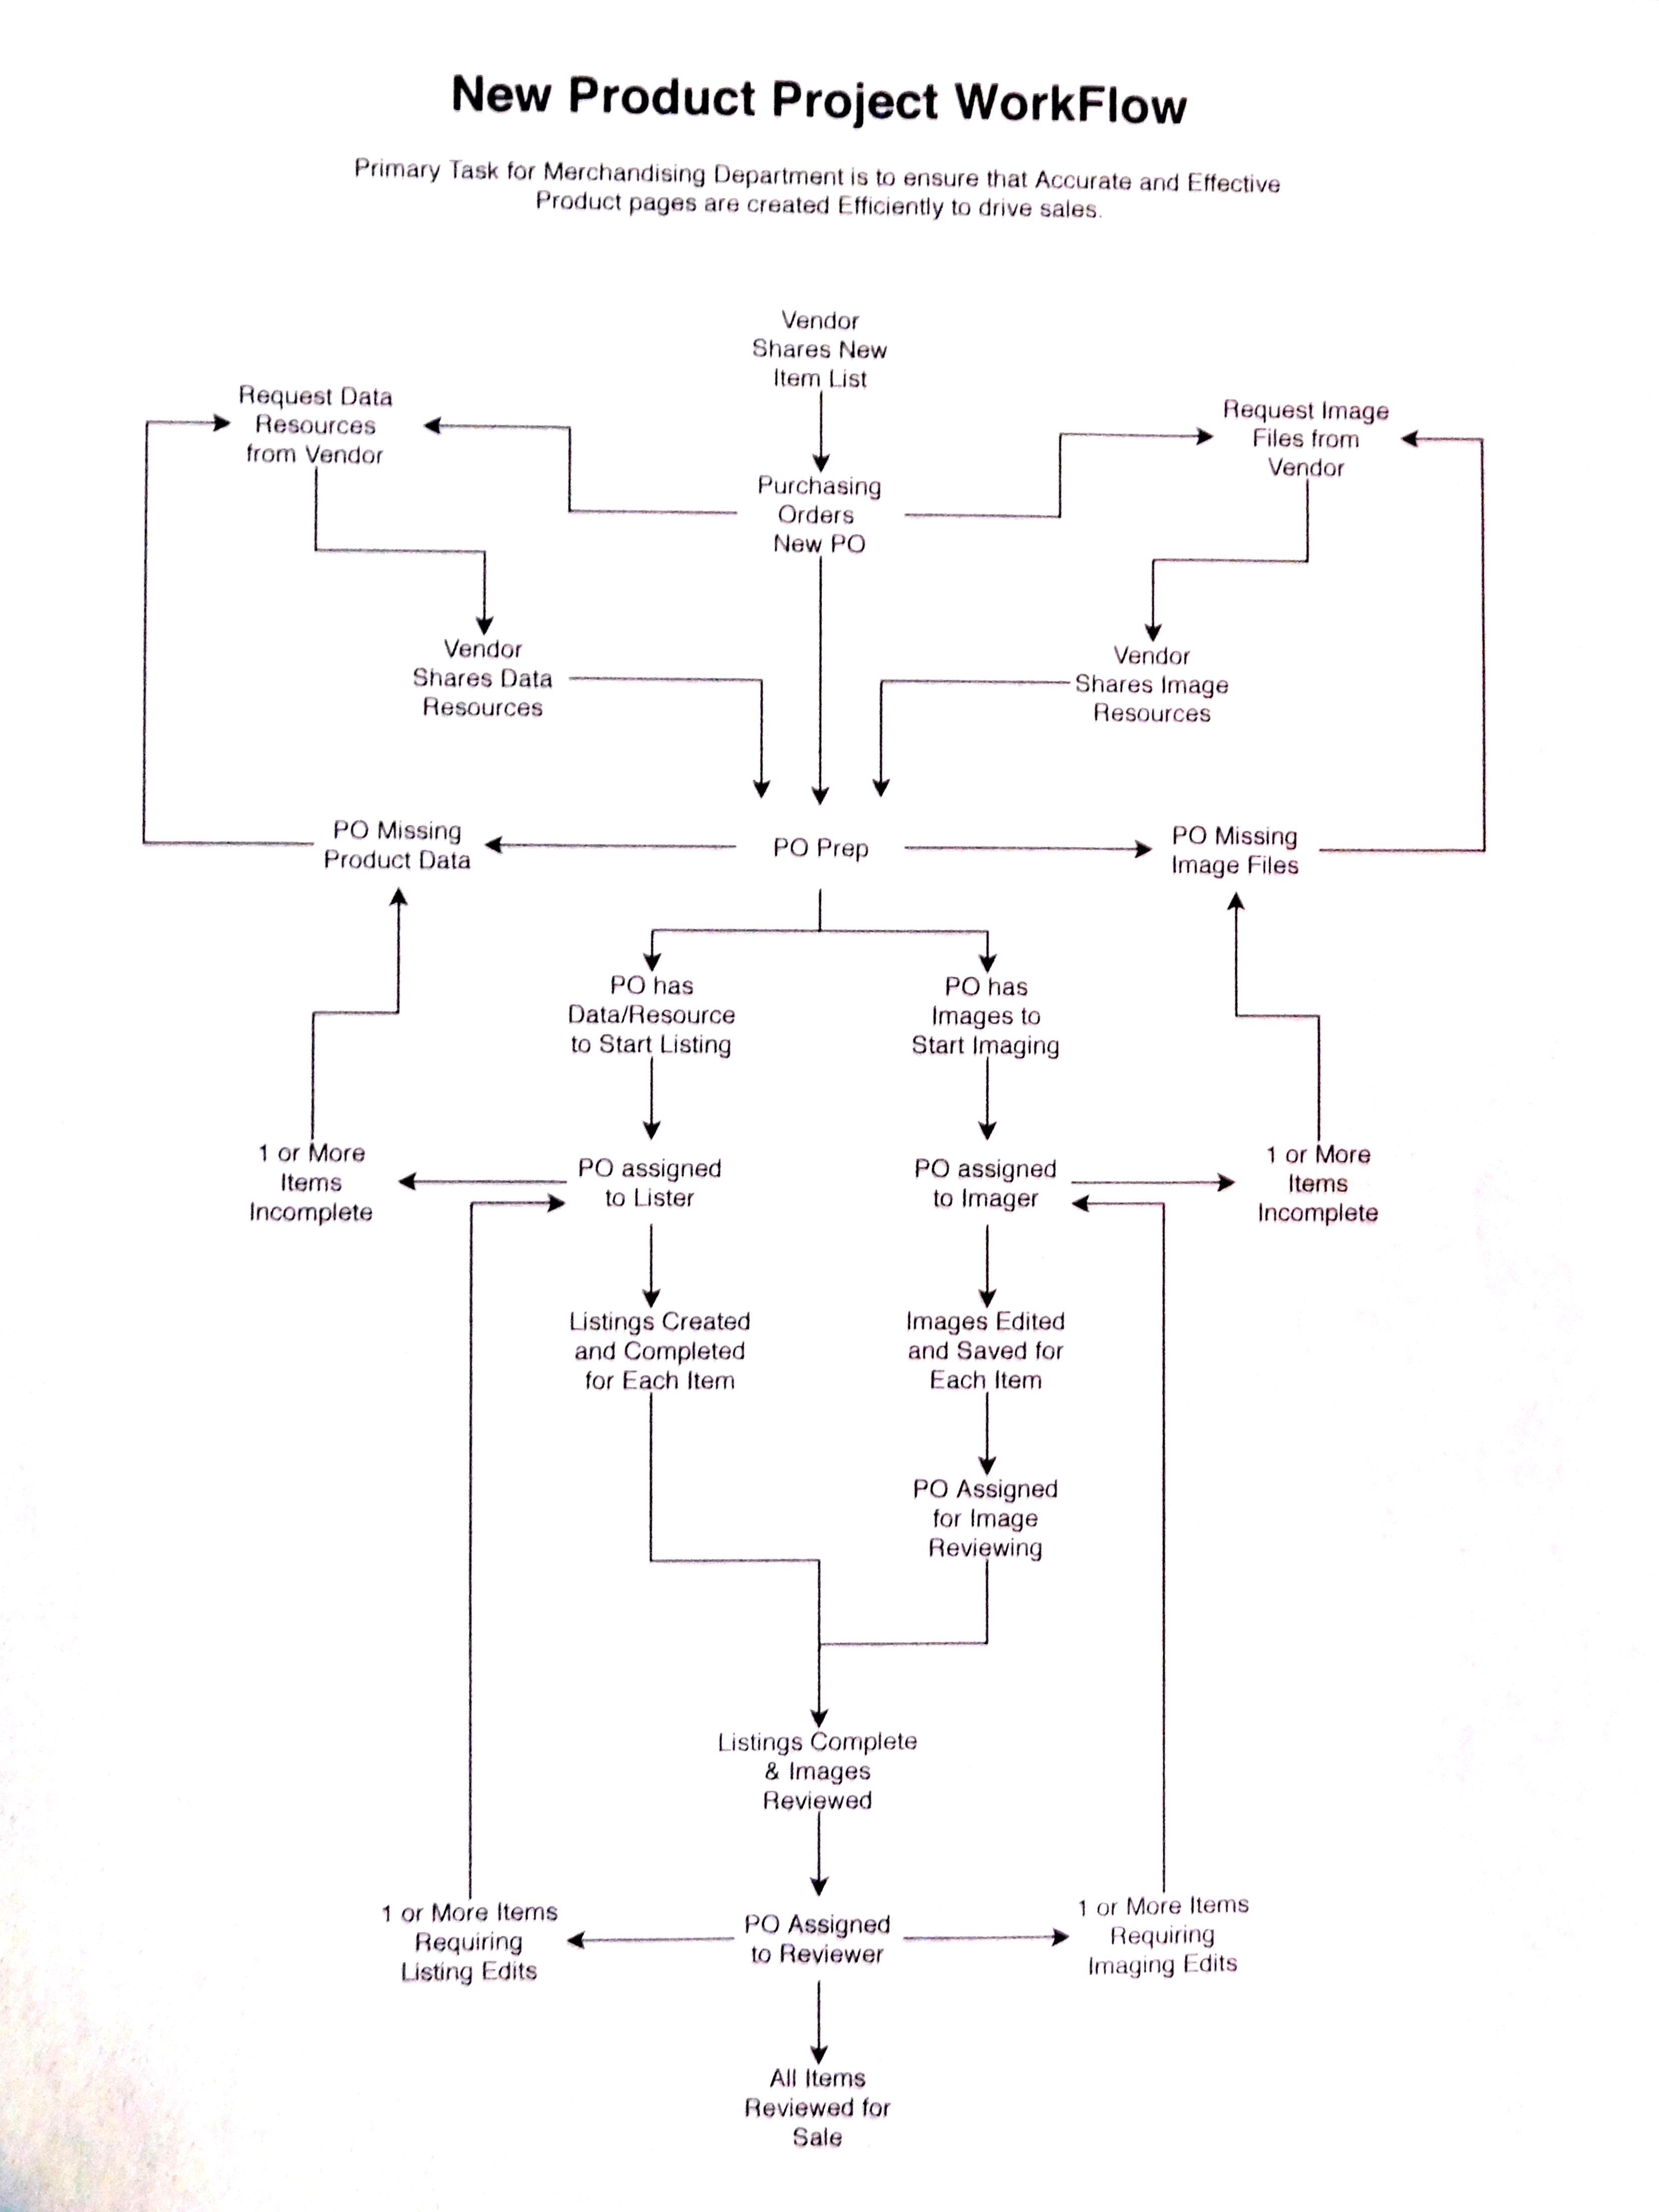 New Product Project WorkFlow
Primary Task for Merchandising Department is to ensure that Accurate and Effective
Product pages are created Efficiently to drive sales.
Vendor
Shares New
Item List
Request Data
Resources
from Vendor
Request Image
Files from
Vendor
Purchasing
Orders
New PO
Vendor
Shares Data
Resources
Vendor
Shares Image
Resources
PO Missing
Product Data
PO Prep
PO Missing
Image Files
PO has
Data/Resource
to Start Listing
PO has
Images to
Start Imaging
1 or More
Items
Incomplete
PO assigned
to Lister
PO assigned
to Imager
1 or More
Items
Incomplete
Listings Created
and Completed
for Each Item
Images Edited
and Saved for
Each Item
PO Assigned
for Image
Reviewing
Listings Complete
& Images
Reviewed
1 or More Items
Requiring
Listing Edits
PO Assigned
to Reviewer
1 or More Items
Requiring
Imaging Edits
All Items
Reviewed for
Sale